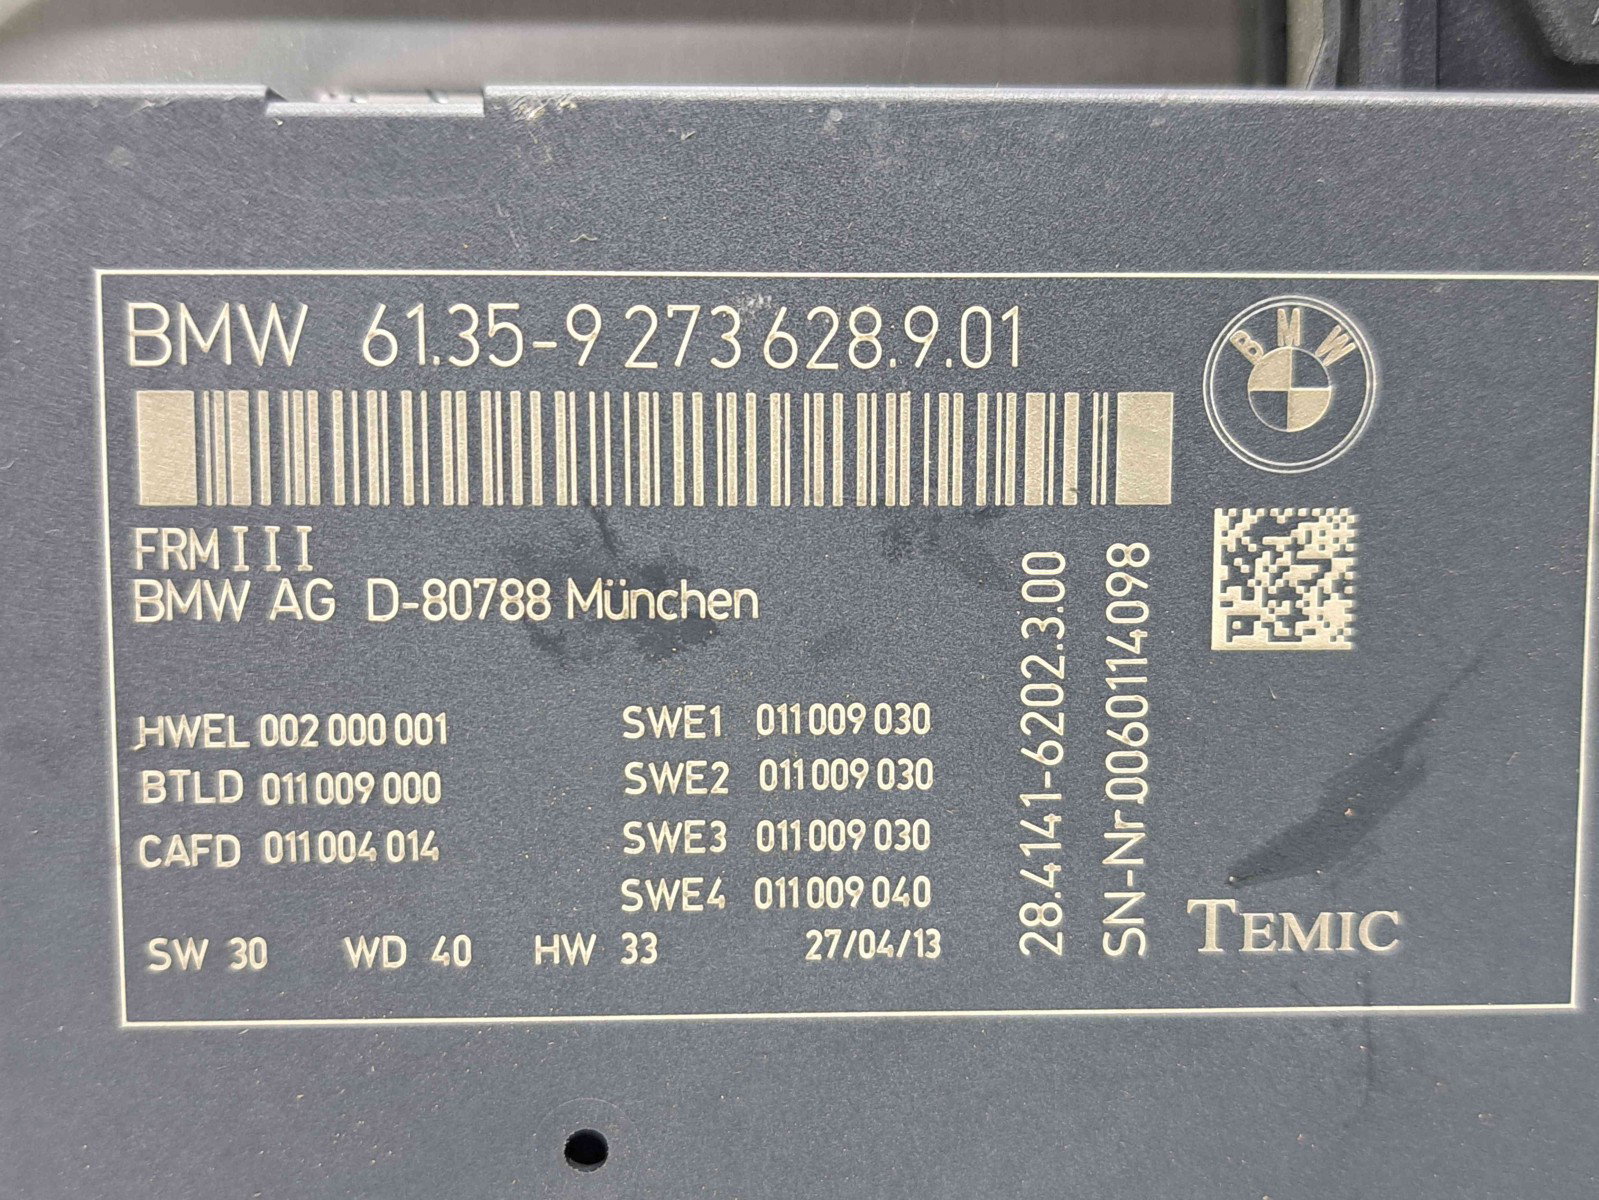 BMW 61.35-9 273 628.9.01
BMW
FRM III
BMW AG D-80788 München
HWEL 002 000 001
BTLD 011 009 000
CAFD 011 004 014
SWE1 011 009 030
SWE2 011 009 030
SWE3 011 009 030
SWE4 011 009 040
SW 30 WD 40 HW 33 27/04/13
28.4141-6202.3.00
SN-Nr.0060114098
TEMIC